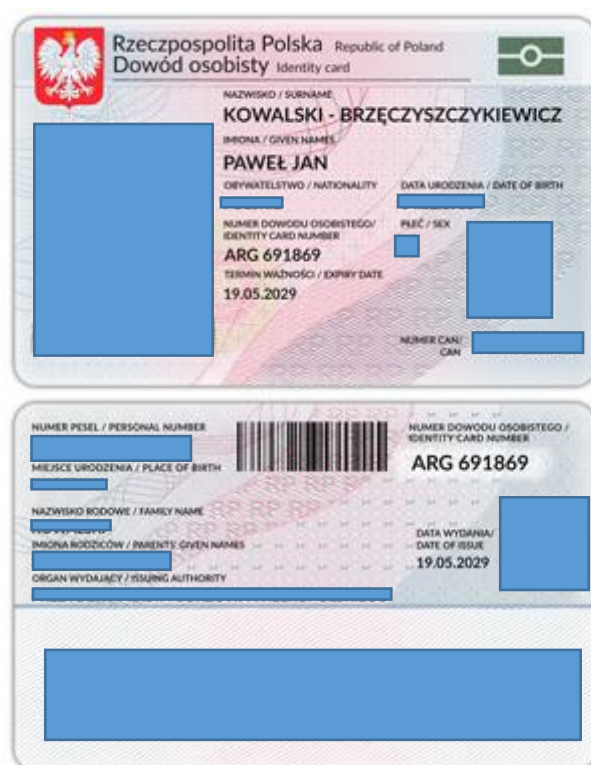 Rzeczpospolita Polska Republic of Poland
Dowód osobisty Identity card
NAZWISKO / SURNAME
KOWALSKI - BRZĘCZYSZCZYKIEWICZ
IMIONA / GIVEN NAMES
PAWEŁ JAN
OBYWATELSTWO / NATIONALITY
DATA URODZENIA / DATE OF BIRTH
NUMER DOWODU OSOBISTEGO/
IDENTITY CARD NUMBER
PŁEĆ / SEX
ARG 691869
TERMIN WAŻNOŚCI / EXPIRY DATE
19.05.2029
NUMER CAN/
CAN
NUMER PESEL / PERSONAL NUMBER
NUMER DOWODU OSOBISTEGO /
IDENTITY CARD NUMBER
ARG 691869
MIEJSCE URODZENIA / PLACE OF BIRTH
NAZWISKO RODOWE / FAMILY NAME
IMIONA RODZICÓW / PARENTS' GIVEN NAMES
DATA WYDANIA/
DATE OF ISSUE
19.05.2029
ORGAN WYDAJĄCY / ISSUING AUTHORITY